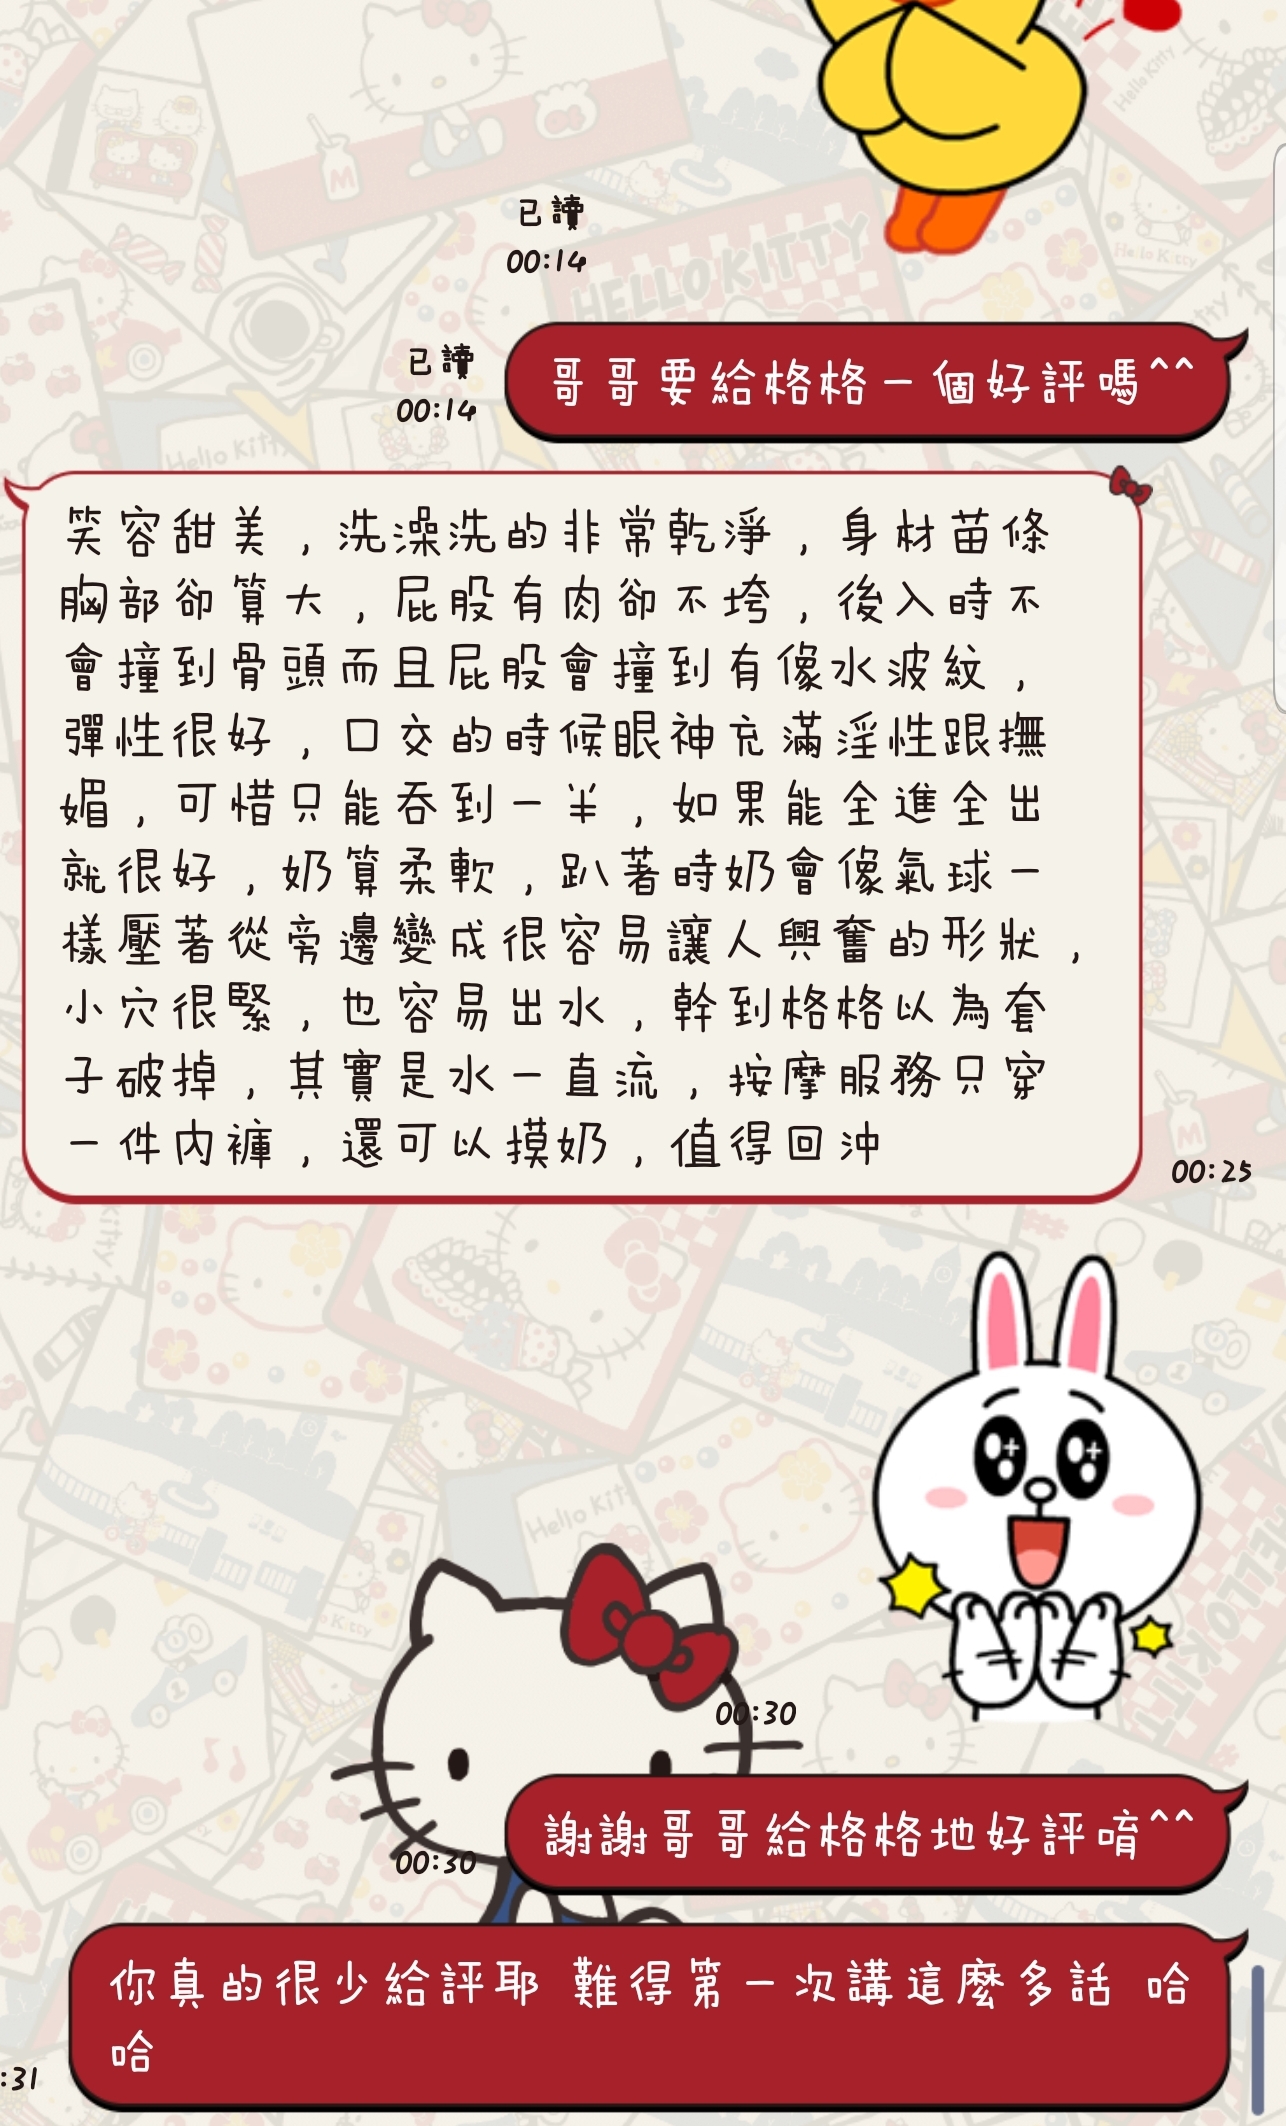 已讀
00:14
哥哥要給格格一個好評嗎^^
已讀
00:14
笑容甜美，洗澡洗的非常乾淨，身材苗條
胸部卻算大，屁股有肉卻不垮，後入時不
會撞到骨頭而且屁股會撞到有像水波紋，
彈性很好，口交的時候眼神充滿淫性跟撫
媚，可惜只能吞到一半，如果能全進全出
就很好，奶算柔軟，趴著時奶會像氣球一
樣壓著從旁邊變成很容易讓人興奮的形狀，
小穴很緊，也容易出水，幹到格格以為套
子破掉，其實是水一直流，按摩服務只穿
一件內褲，還可以摸奶，值得回沖
00:25
00:30
謝謝哥哥給格格地好評唷^^
00:30
你真的很少給評耶 難得第一次講這麼多話 哈
哈
:31
HELLO KITTY
Hello Kitty
Hello Kitty